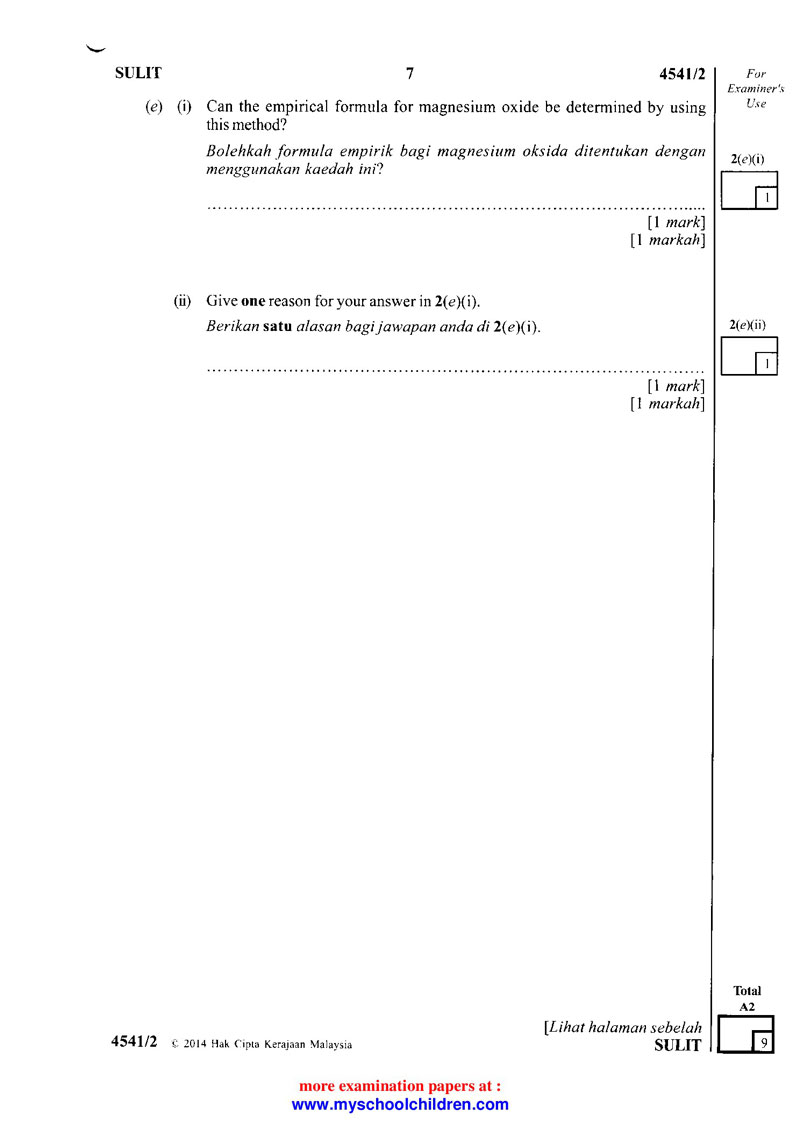 SULIT 7 4541/2
For
Examiner's
Use
(e) (i) Can the empirical formula for magnesium oxide be determined by using
this method?
Bolehkah formula empirik bagi magnesium oksida ditentukan dengan
menggunakan kaedah ini?
2(e)(i)
1
................................................................................................
[1 mark]
[1 markah]
(ii) Give one reason for your answer in 2(e)(i).
Berikan satu alasan bagi jawapan anda di 2(e)(i).
2(e)(ii)
1
................................................................................................
[1 mark]
[1 markah]
Total
A2
9
[Lihat halaman sebelah
4541/2 © 2014 Hak Cipta Kerajaan Malaysia SULIT
more examination papers at :
www.myschoolchildren.com